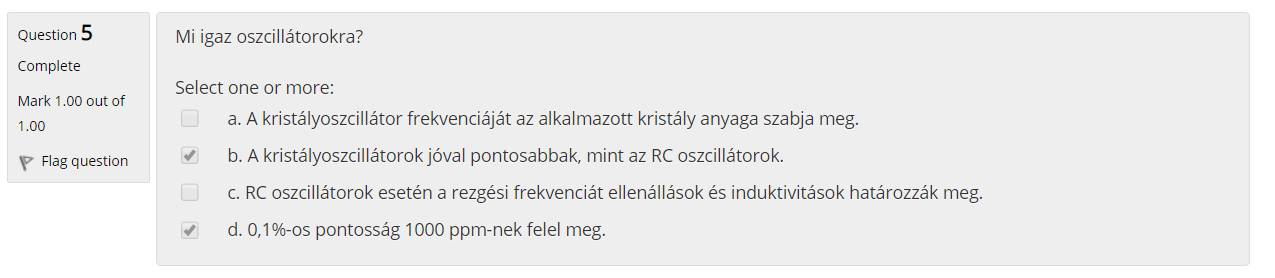 Question 5
Complete
Mark 1.00 out of
1.00
Flag question
Mi igaz oszcillátorokra?
Select one or more:
a. A kristályoszcillátor frekvenciáját az alkalmazott kristály anyaga szabja meg.
b. A kristályoszcillátorok jóval pontosabbak, mint az RC oszcillátorok.
c. RC oszcillátorok esetén a rezgési frekvenciát ellenállások és induktivitások határozzák meg.
d. 0,1%-os pontosság 1000 ppm-nek felel meg.